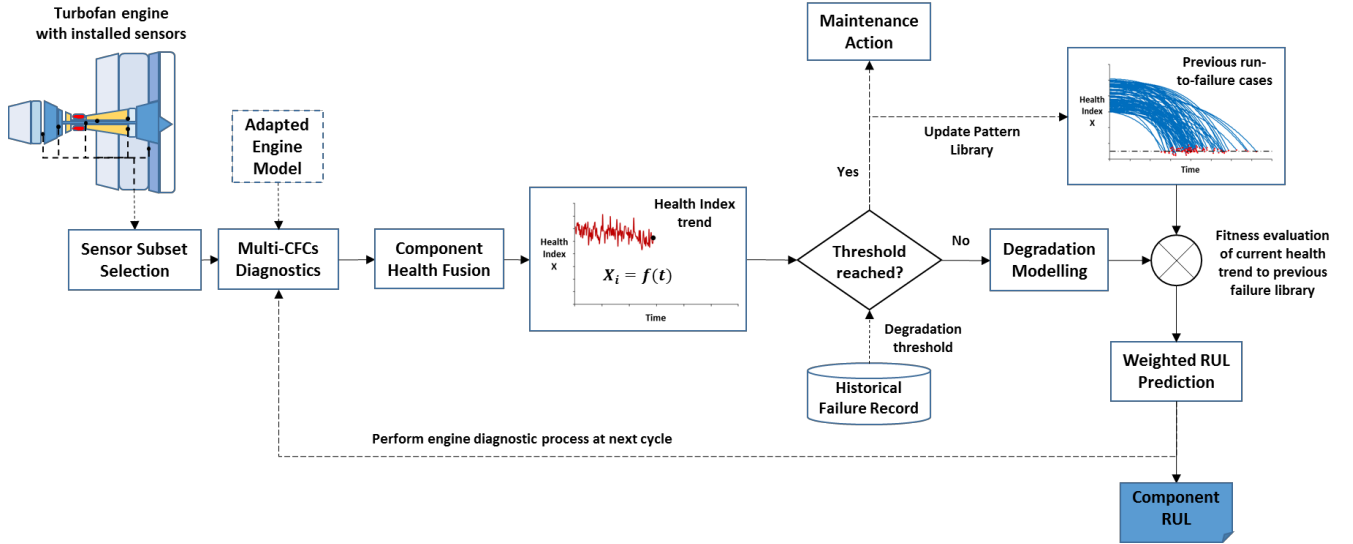 Turbofan engine
with installed sensors
Adapted
Engine
Model
Sensor Subset
Selection
Multi-CFCs
Diagnostics
Component
Health Fusion
Health Index
trend
Health
Index
X
X_i = f(t)
Time
Threshold
reached?
Yes
No
Maintenance
Action
Update Pattern
Library
Previous run-
to-failure cases
Health
Index
X
Time
Degradation
Modelling
Fitness evaluation
of current health
trend to previous
failure library
Degradation
threshold
Historical
Failure Record
Weighted RUL
Prediction
Perform engine diagnostic process at next cycle
Component
RUL